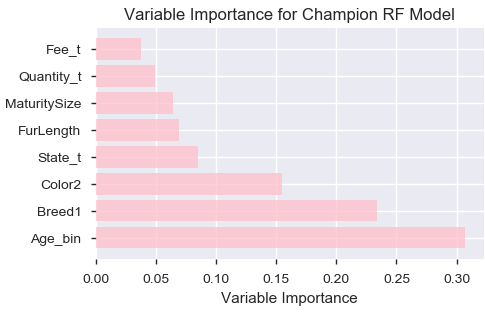 Variable Importance for Champion RF Model
Fee_t
Quantity_t
MaturitySize
FurLength
State_t
Color2
Breed1
Age_bin
0.00 0.05 0.10 0.15 0.20 0.25 0.30
Variable Importance